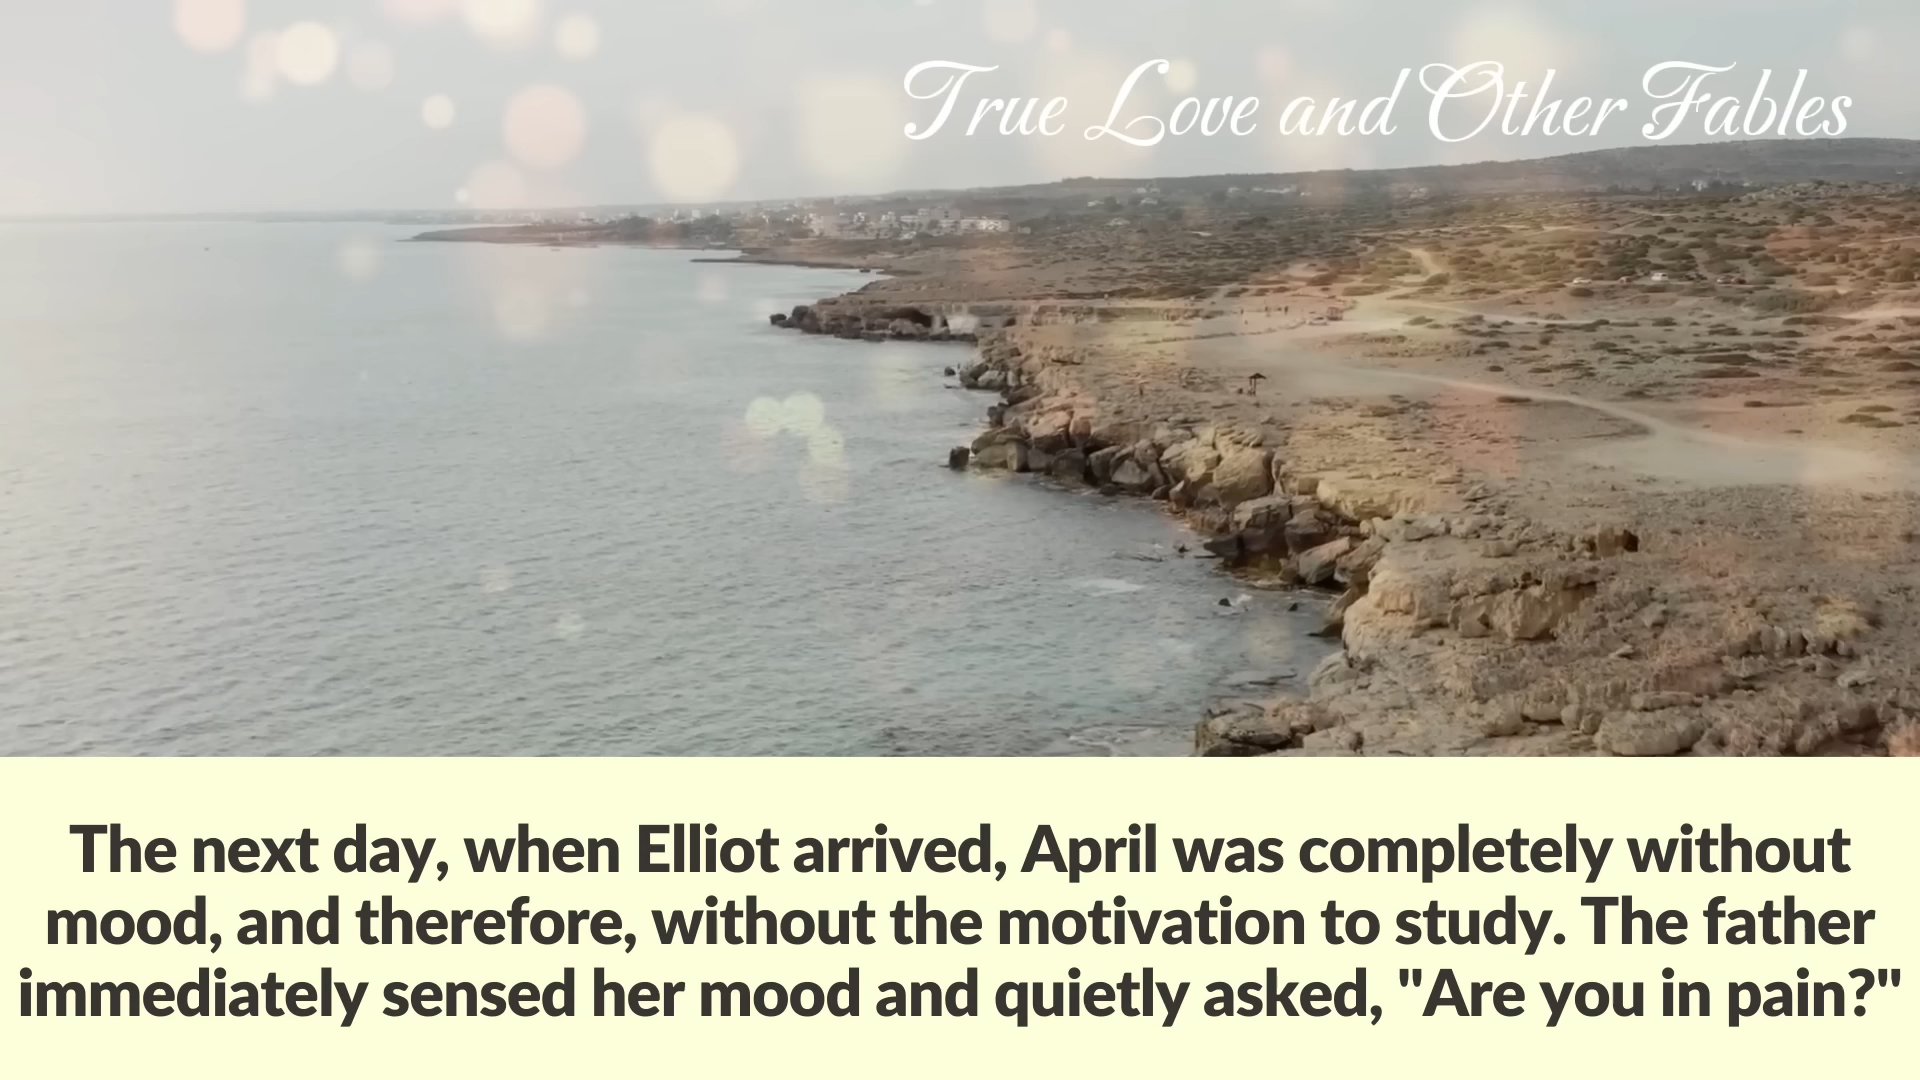 True Love and Other Fables
The next day, when Elliot arrived, April was completely without
mood, and therefore, without the motivation to study. The father
immediately sensed her mood and quietly asked, "Are you in pain?"